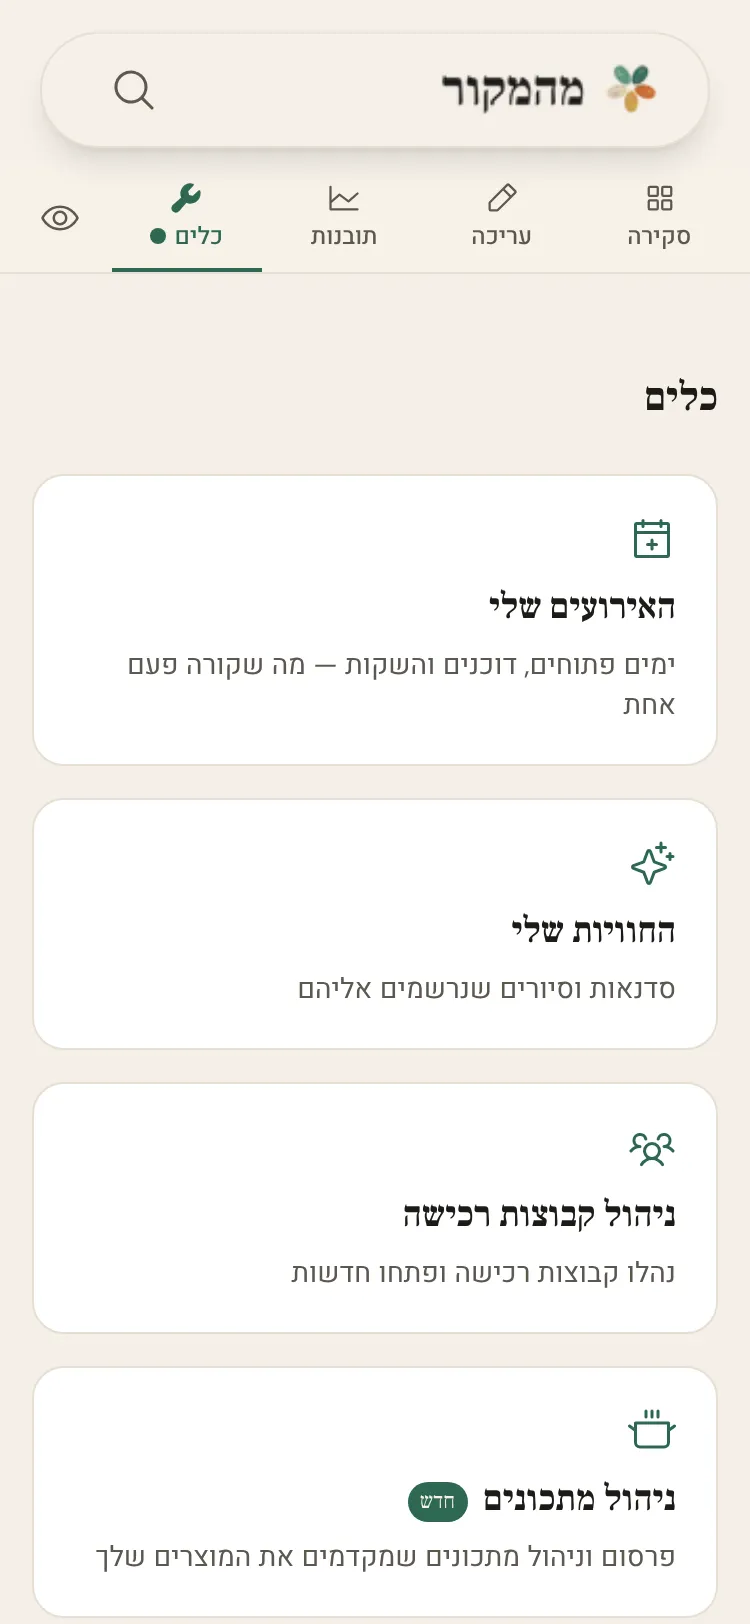 מהמקור
סקירה
עריכה
תובנות
כלים
כלים
האירועים שלי
ימים פתוחים, דוכנים והשקות — מה שקורה פעם
אחת
החוויות שלי
סדנאות וסיורים שנרשמים אליהם
ניהול קבוצות רכישה
נהלו קבוצות רכישה ופתחו חדשות
ניהול מתכונים חדש
פרסום וניהול מתכונים שמקדמים את המוצרים שלך